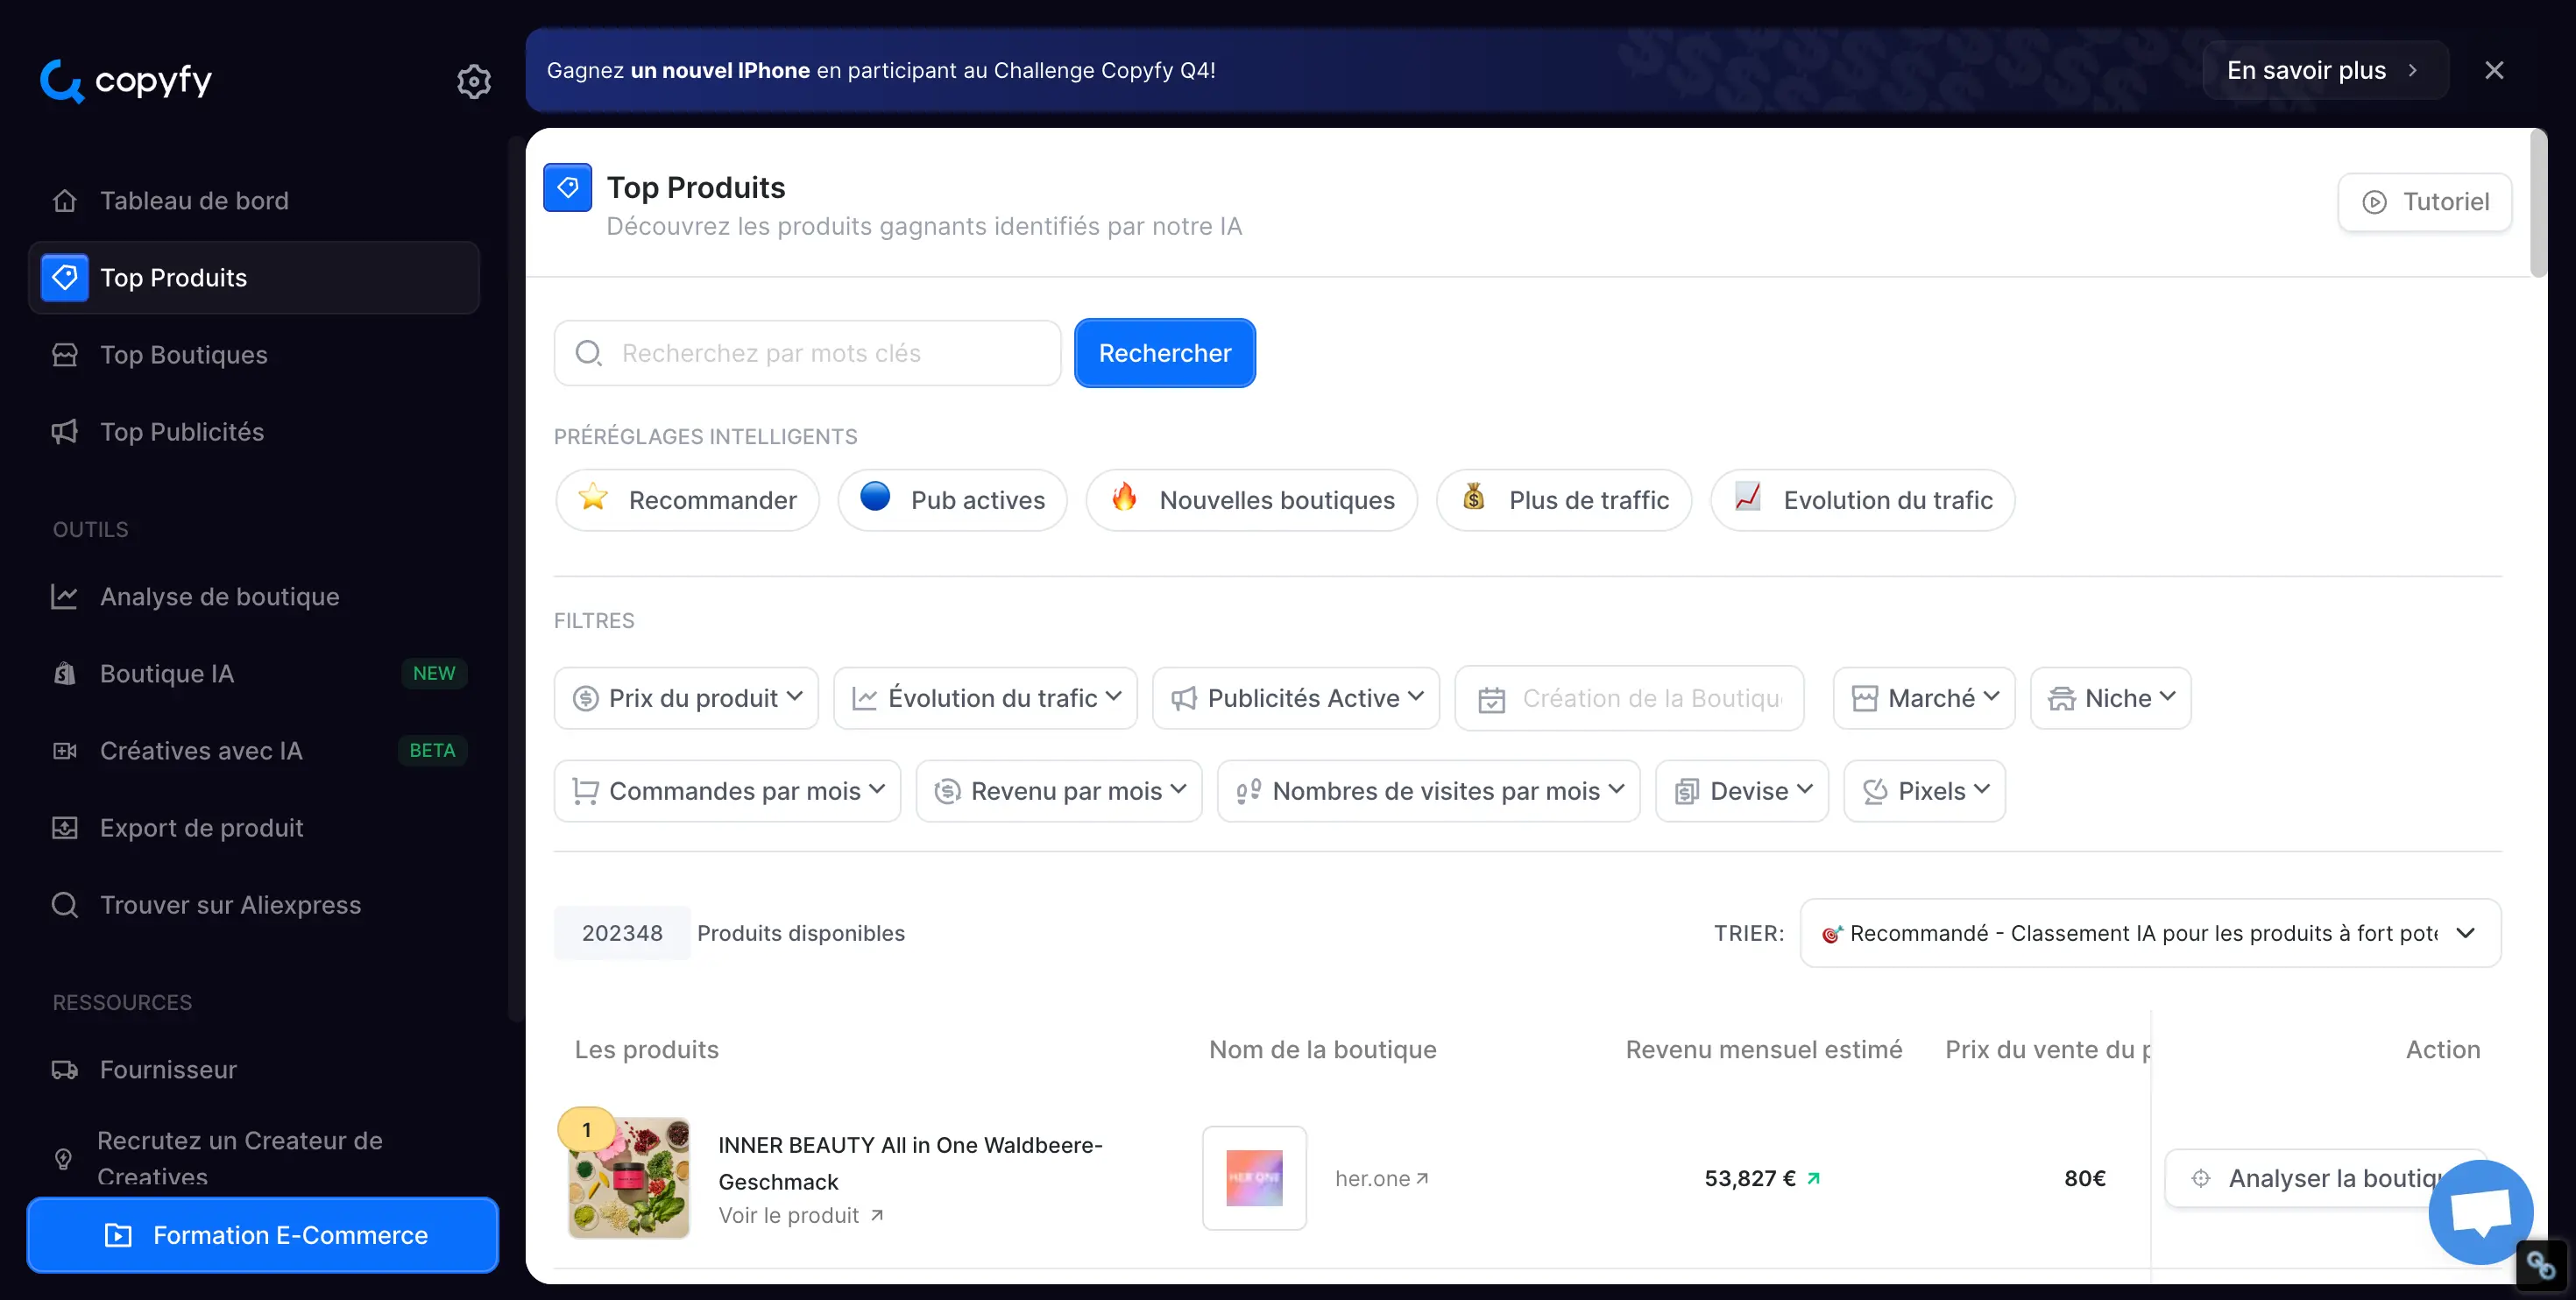 copyfy
Gagnez un nouvel IPhone en participant au Challenge Copyfy Q4!
En savoir plus
Tableau de bord
Top Produits
Top Boutiques
Top Publicités
OUTILS
Analyse de boutique
Boutique IA
NEW
Créatives avec IA
BETA
Export de produit
Trouver sur Aliexpress
RESSOURCES
Fournisseur
Recrutez un Createur de
Creatives
Formation E-Commerce
Top Produits
Découvrez les produits gagnants identifiés par notre IA
Tutoriel
Recherchez par mots clés
Rechercher
PRÉRÉGLAGES INTELLIGENTS
Recommander
Pub actives
Nouvelles boutiques
Plus de traffic
Evolution du trafic
FILTRES
Prix du produit
Évolution du trafic
Publicités Active
Création de la Boutiqu
Marché
Niche
Commandes par mois
Revenu par mois
Nombres de visites par mois
Devise
Pixels
202348 Produits disponibles
TRIER:
Recommandé - Classement IA pour les produits à fort pote
Les produits
Nom de la boutique
Revenu mensuel estimé
Prix du vente du p
Action
1
INNER BEAUTY All in One Waldbeere-
Geschmack
Voir le produit
HER ONE
her.one
53,827 €
80€
Analyser la boutiqu